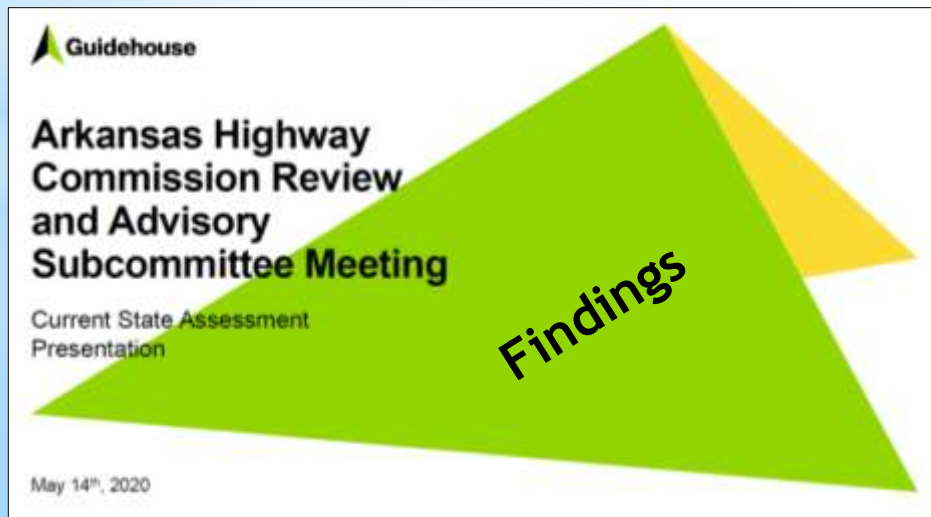 Guidehouse
Arkansas Highway
Commission Review
and Advisory
Subcommittee Meeting
Current State Assessment
Presentation
Findings
May 14th, 2020